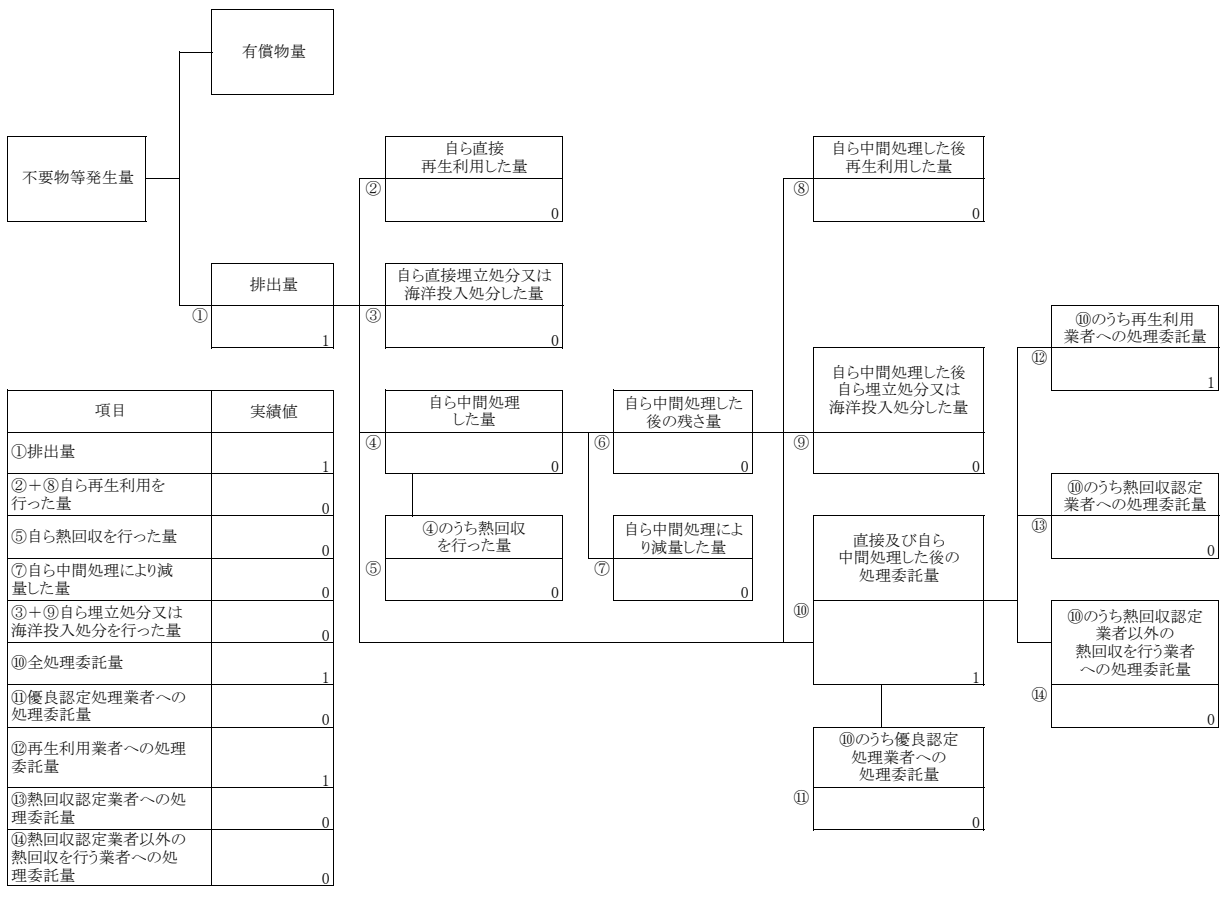 有償物量
不要物等発生量
排出量
①
1
自ら直接
再生利用した量
②
0
自ら直接埋立処分又は
海洋投入処分した量
③
0
自ら中間処理
した量
④
0
④のうち熱回収
を行った量
⑤
0
自ら中間処理した
後の残さ量
⑥
0
自ら中間処理によ
り減量した量
⑦
0
自ら中間処理した後
再生利用した量
⑧
0
自ら中間処理した後
自ら埋立処分又は
海洋投入処分した量
⑨
0
直接及び自ら
中間処理した後の
処理委託量
⑩
1
⑩のうち優良認定
処理業者への
処理委託量
⑪
0
⑩のうち再生利用
業者への処理委託量
⑫
1
⑩のうち熱回収認定
業者への処理委託量
⑬
0
⑩のうち熱回収認定
業者以外の
熱回収を行う業者
への処理委託量
⑭
0
項目 実績値
①排出量
1
②+⑧自ら再生利用を
行った量
0
⑤自ら熱回収を行った量
0
⑦自ら中間処理により減
量した量
0
③+⑨自ら埋立処分又は
海洋投入処分を行った量
0
⑩全処理委託量
1
⑪優良認定処理業者への
処理委託量
0
⑫再生利用業者への処理
委託量
1
⑬熱回収認定業者への処
理委託量
0
⑭熱回収認定業者以外の
熱回収を行う業者への処
理委託量
0